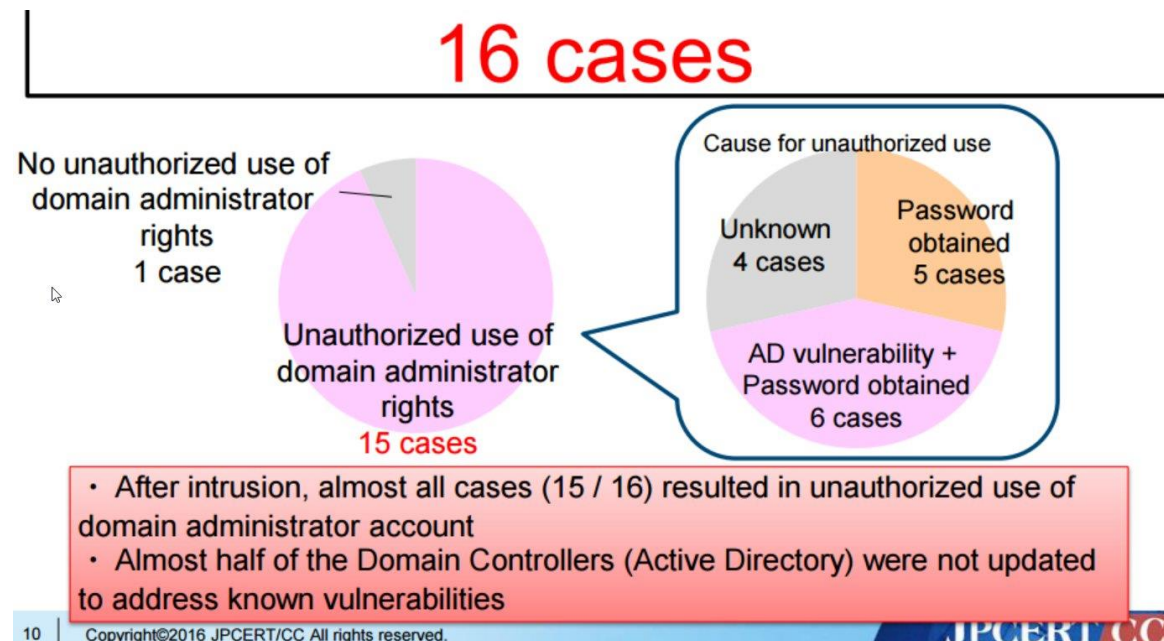 16 cases
No unauthorized use of
domain administrator
rights
1 case
Unauthorized use of
domain administrator
rights
15 cases
Cause for unauthorized use
Unknown
4 cases
Password
obtained
5 cases
AD vulnerability +
Password obtained
6 cases
・ After intrusion, almost all cases (15 / 16) resulted in unauthorized use of
domain administrator account
・ Almost half of the Domain Controllers (Active Directory) were not updated
to address known vulnerabilities
10
Copyright©2016 JPCERT/CC All rights reserved.
JPCERT CC